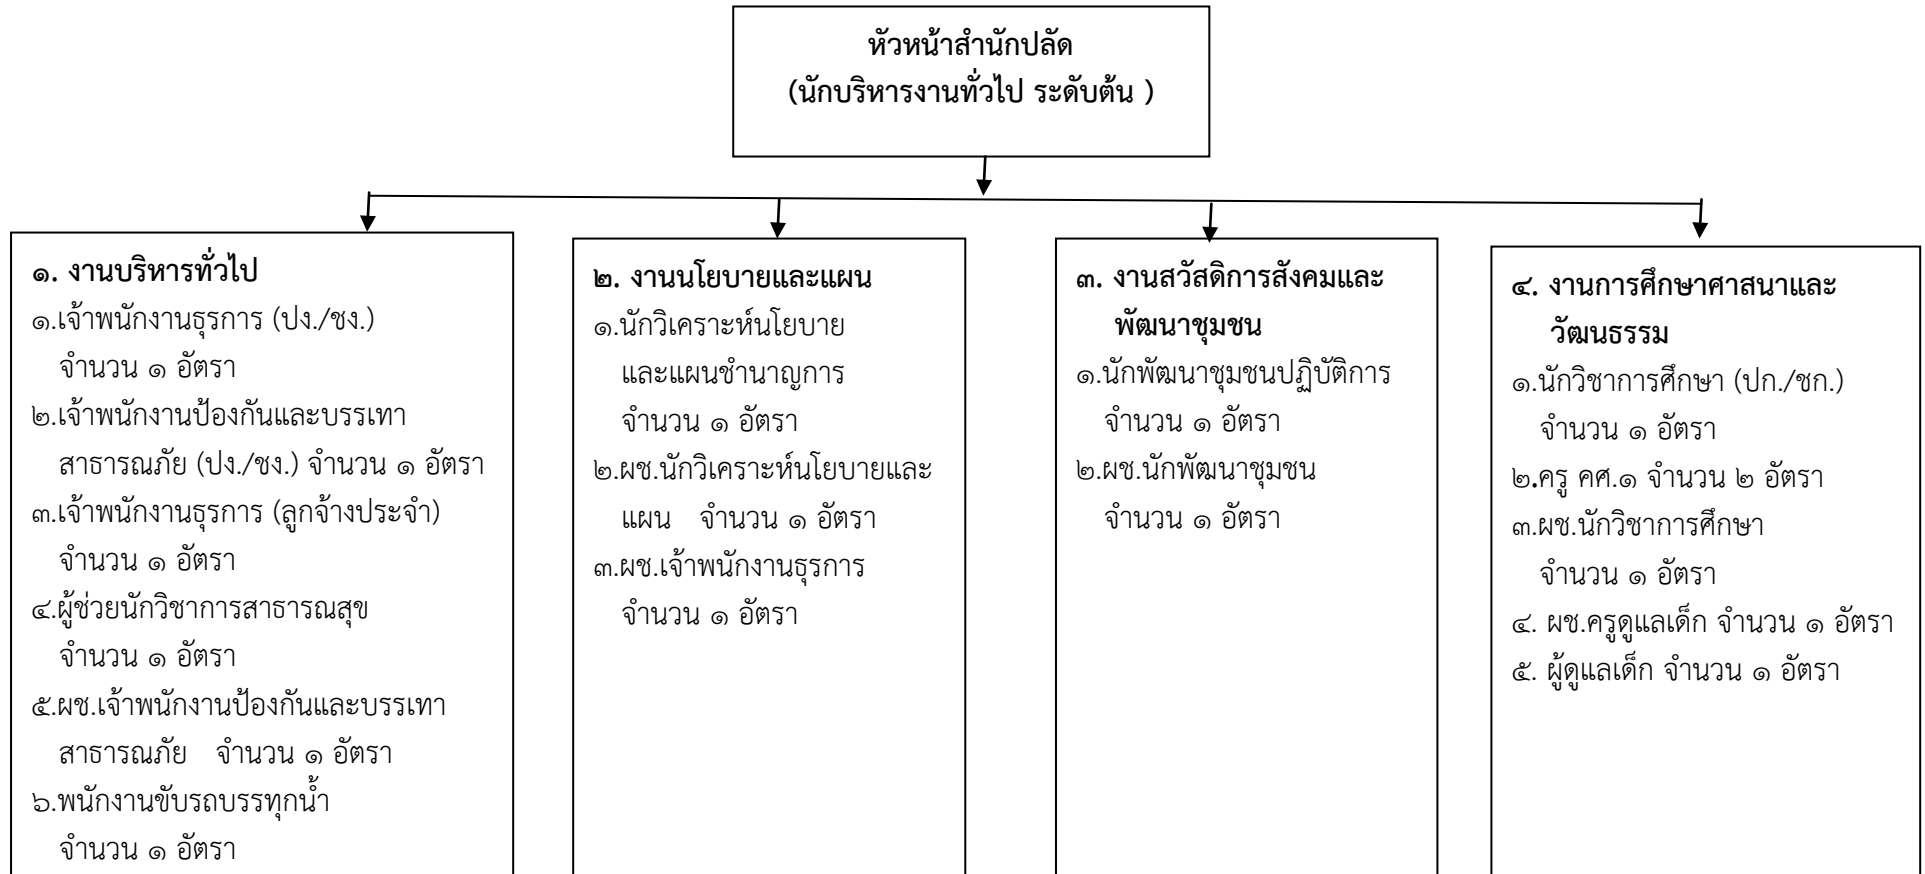 หัวหน้าสำนักปลัด
(นักบริหารงานทั่วไป ระดับต้น )
๑. งานบริหารทั่วไป
๑.เจ้าพนักงานธุรการ (ปง./ชง.)
จำนวน ๑ อัตรา
๒.เจ้าพนักงานป้องกันและบรรเทา
สาธารณภัย (ปง./ชง.) จำนวน ๑ อัตรา
๓.เจ้าพนักงานธุรการ (ลูกจ้างประจำ)
จำนวน ๑ อัตรา
๔.ผู้ช่วยนักวิชาการสาธารณสุข
จำนวน ๑ อัตรา
๕.ผช.เจ้าพนักงานป้องกันและบรรเทา
สาธารณภัย จำนวน ๑ อัตรา
๖.พนักงานขับรถบรรทุกน้ำ
จำนวน ๑ อัตรา
๒. งานนโยบายและแผน
๑.นักวิเคราะห์นโยบาย
และแผนชำนาญการ
จำนวน ๑ อัตรา
๒.ผช.นักวิเคราะห์นโยบายและ
แผน จำนวน ๑ อัตรา
๓.ผช.เจ้าพนักงานธุรการ
จำนวน ๑ อัตรา
๓. งานสวัสดิการสังคมและ
พัฒนาชุมชน
๑.นักพัฒนาชุมชนปฏิบัติการ
จำนวน ๑ อัตรา
๒.ผช.นักพัฒนาชุมชน
จำนวน ๑ อัตรา
๔. งานการศึกษาศาสนาและ
วัฒนธรรม
๑.นักวิชาการศึกษา (ปก./ชก.)
จำนวน ๑ อัตรา
๒.ครู คศ.๑ จำนวน ๒ อัตรา
๓.ผช.นักวิชาการศึกษา
จำนวน ๑ อัตรา
๔. ผช.ครูดูแลเด็ก จำนวน ๑ อัตรา
๕. ผู้ดูแลเด็ก จำนวน ๑ อัตรา